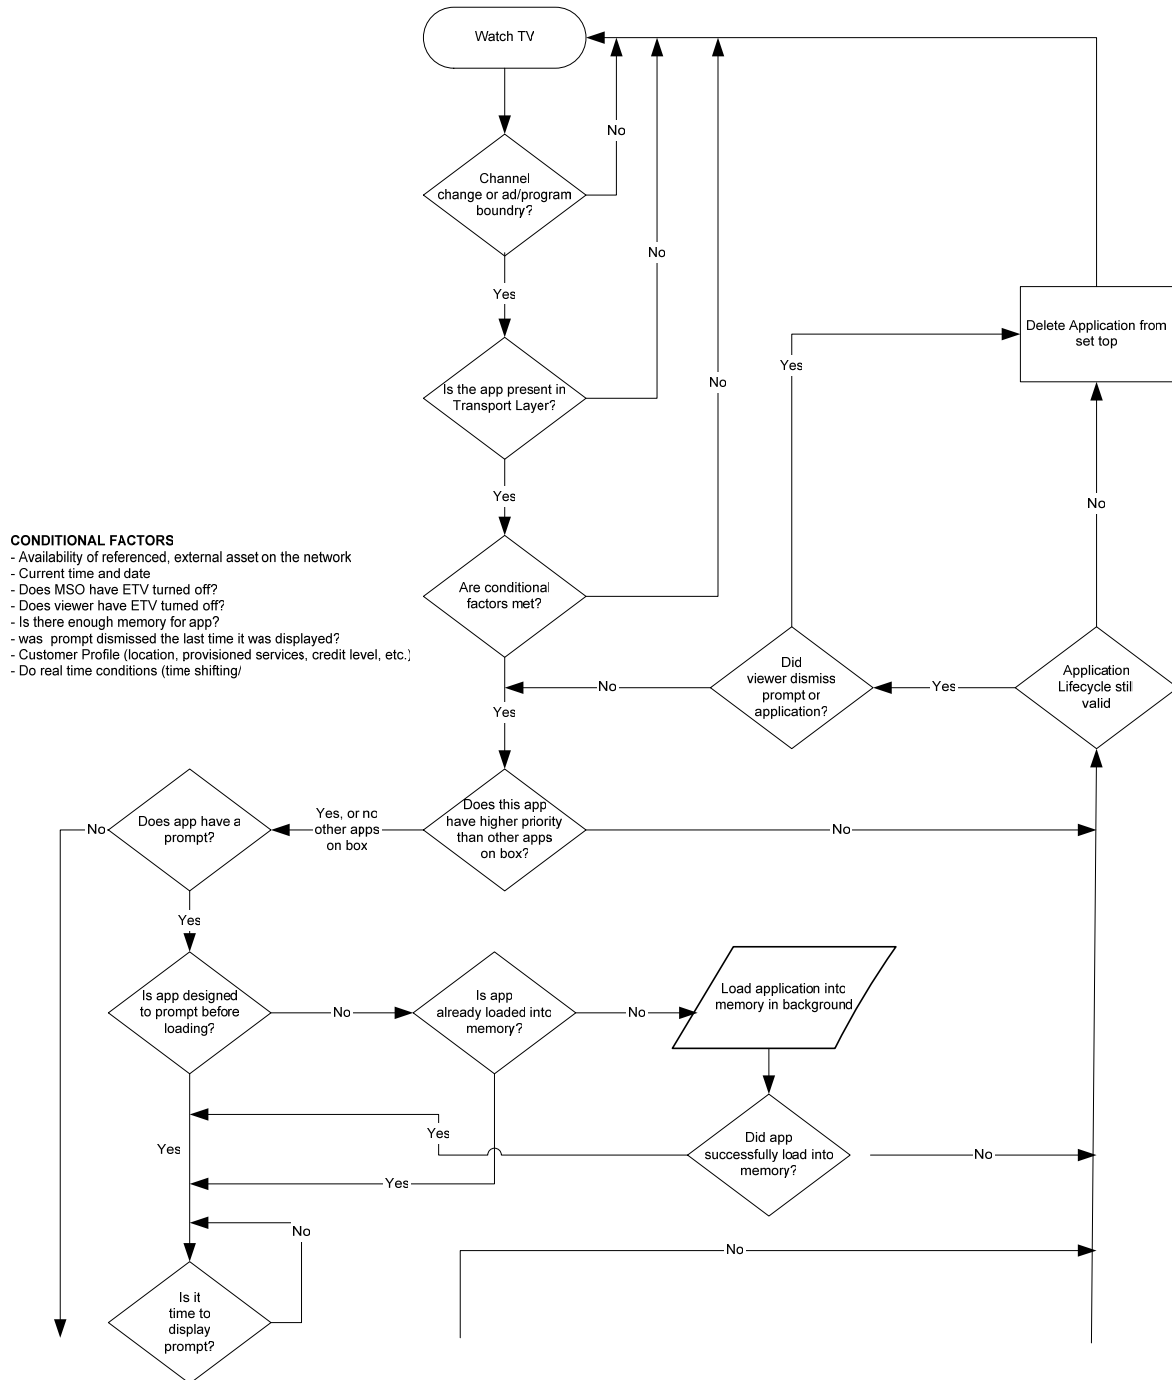 Watch TV
No
Channel
change or ad/program
boundry?
No
Yes
Delete Application from
set top
Is the app present in
Transport Layer?
Yes
No
Yes
No
CONDITIONAL FACTORS
- Availability of referenced, external asset on the network
- Current time and date
- Does MSO have ETV turned off?
- Does viewer have ETV turned off?
- Is there enough memory for app?
- was prompt dismissed the last time it was displayed?
- Customer Profile (location, provisioned services, credit level, etc.)
- Do real time conditions (time shifting/
Are conditional
factors met?
Did
viewer dismiss
prompt or
application?
Application
Lifecycle still
valid
No
Yes
Yes
Does this app
have higher priority
than other apps
on box?
Yes, or no
other apps
on box
No
Does app have a
prompt?
No
Yes
Is app designed
to prompt before
loading?
No
Is app
already loaded into
memory?
No
Load application into
memory in background
Yes
Yes
Did app
successfully load into
memory?
No
Yes
No
No
Is it
time to
display
prompt?